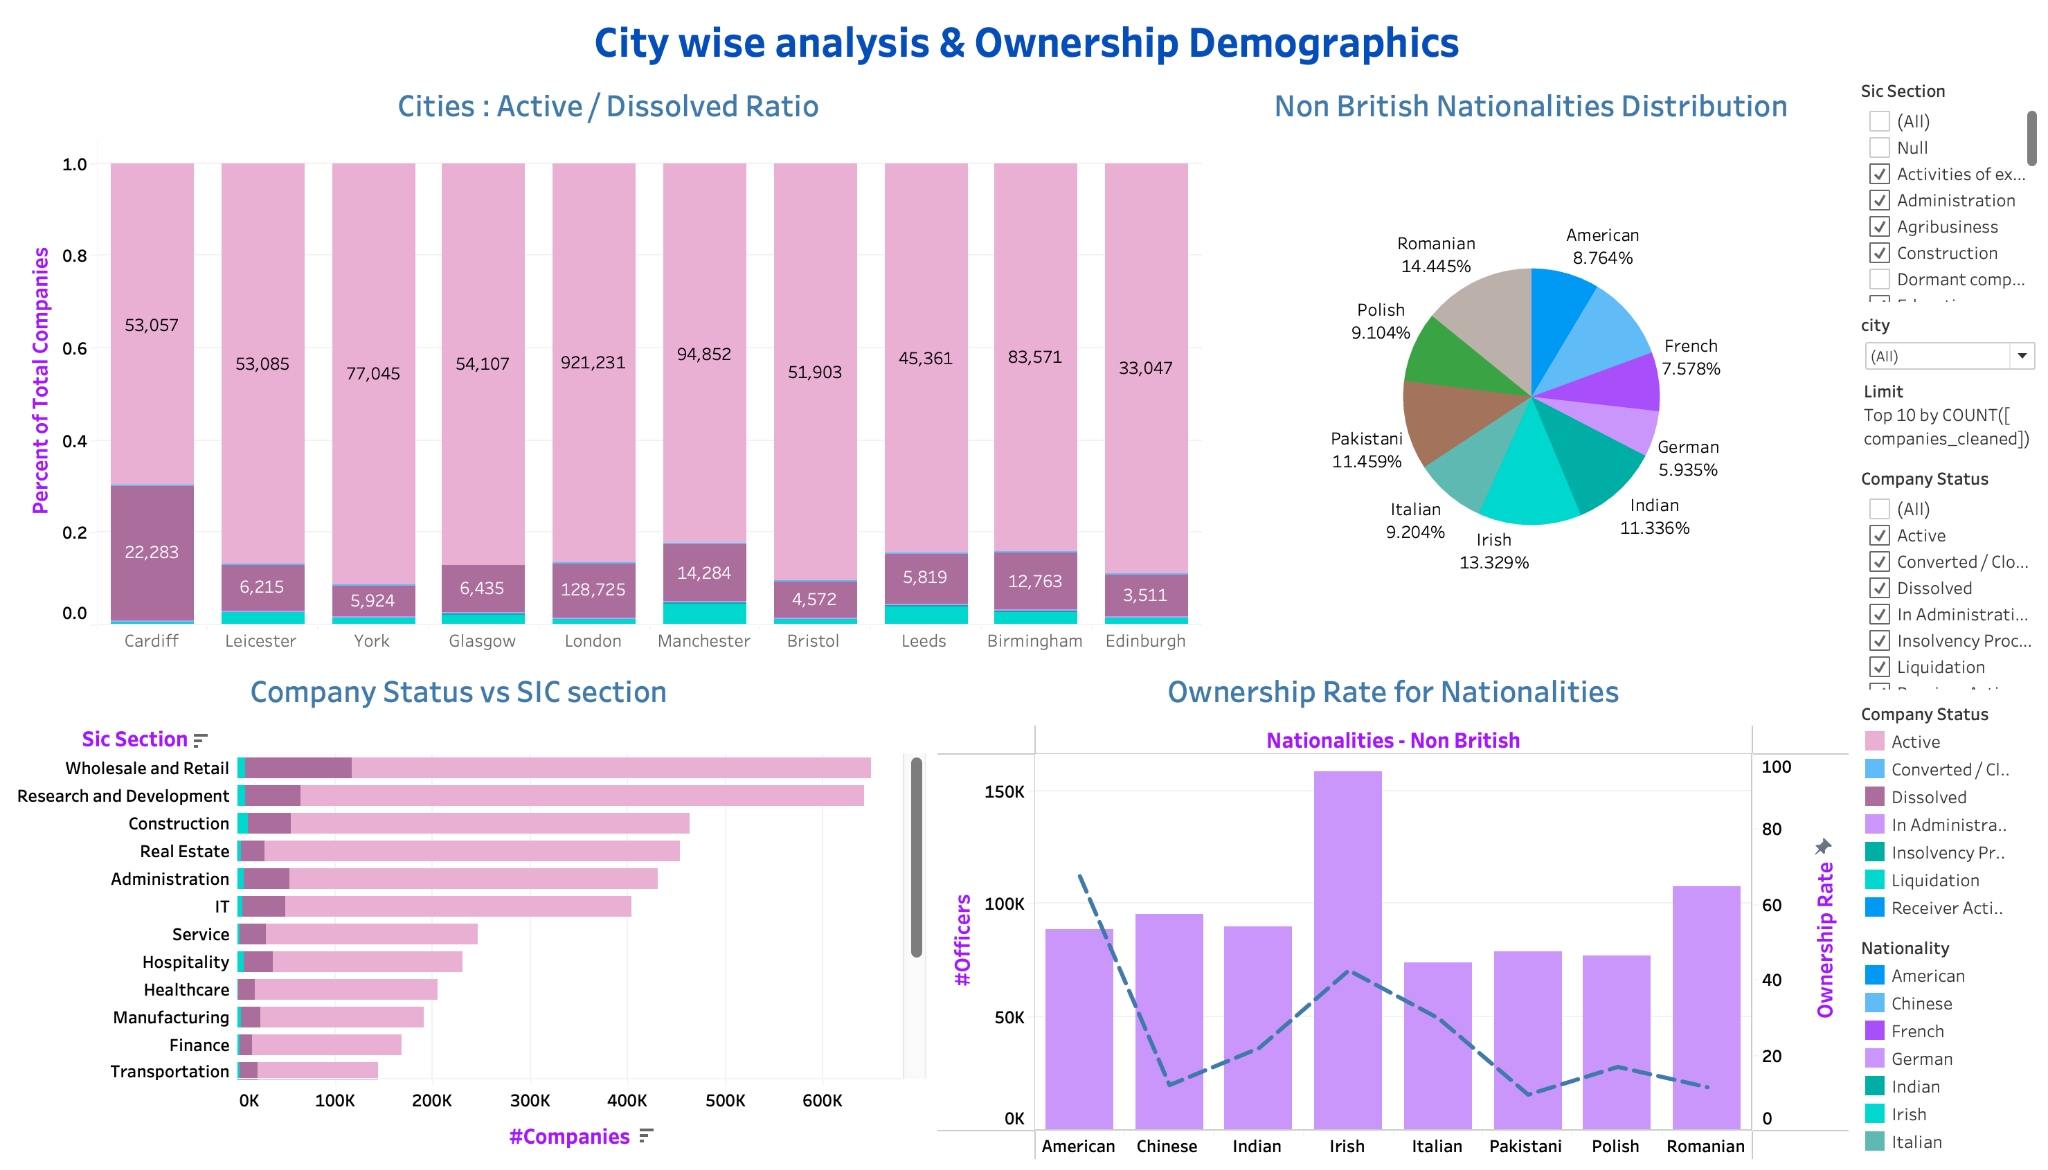 City wise analysis & Ownership Demographics
Cities : Active / Dissolved Ratio
Percent of Total Companies
1.0
0.8
0.6
0.4
0.2
0.0
53,057
22,283
53,085
6,215
77,045
5,924
54,107
6,435
921,231
128,725
94,852
14,284
51,903
4,572
45,361
5,819
83,571
12,763
33,047
3,511
Cardiff
Leicester
York
Glasgow
London
Manchester
Bristol
Leeds
Birmingham
Edinburgh
Non British Nationalities Distribution
American
8.764%
French
7.578%
German
5.935%
Indian
11.336%
Irish
13.329%
Italian
9.204%
Pakistani
11.459%
Polish
9.104%
Romanian
14.445%
Company Status vs SIC section
Sic Section
Wholesale and Retail
Research and Development
Construction
Real Estate
Administration
IT
Service
Hospitality
Healthcare
Manufacturing
Finance
Transportation
0K
100K
200K
300K
400K
500K
600K
#Companies
Ownership Rate for Nationalities
Nationalities - Non British
#Officers
150K
100K
50K
0K
100
80
60
40
20
0
Ownership Rate
American
Chinese
Indian
Irish
Italian
Pakistani
Polish
Romanian
Sic Section
(All)
Null
Activities of ex...
Administration
Agribusiness
Construction
Dormant comp...
city
(All)
Limit
Top 10 by COUNT([
companies_cleaned])
Company Status
(All)
Active
Converted / Clo...
Dissolved
In Administrati...
Insolvency Proc...
Liquidation
Company Status
Active
Converted / Cl..
Dissolved
In Administra..
Insolvency Pr..
Liquidation
Receiver Acti..
Nationality
American
Chinese
French
German
Indian
Irish
Italian